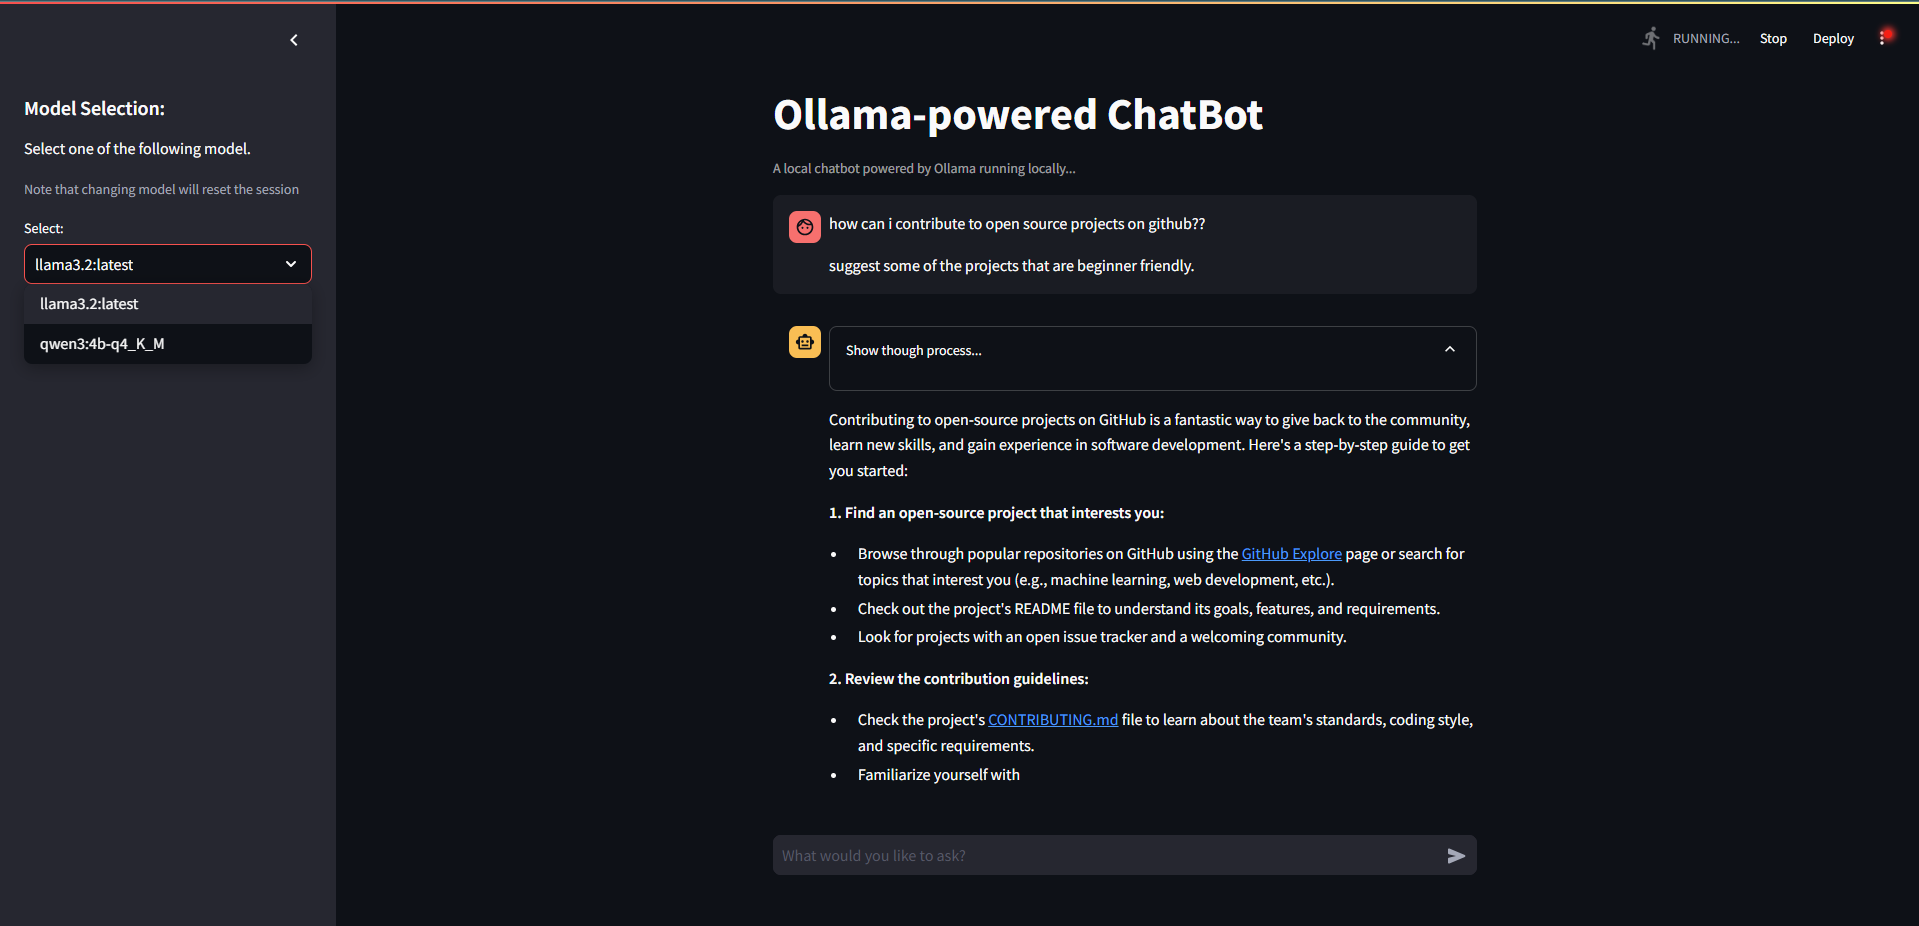 Model Selection:
Select one of the following model.
Note that changing model will reset the session
Select:
llama3.2:latest
llama3.2:latest
qwen3:4b-q4_K_M
RUNNING...
Stop
Deploy
Ollama-powered ChatBot
A local chatbot powered by Ollama running locally...
how can i contribute to open source projects on github??
suggest some of the projects that are beginner friendly.
Show though process...
Contributing to open-source projects on GitHub is a fantastic way to give back to the community,
learn new skills, and gain experience in software development. Here's a step-by-step guide to get
you started:
1. Find an open-source project that interests you:
• Browse through popular repositories on GitHub using the GitHub Explore page or search for
topics that interest you (e.g., machine learning, web development, etc.).
• Check out the project's README file to understand its goals, features, and requirements.
• Look for projects with an open issue tracker and a welcoming community.
2. Review the contribution guidelines:
• Check the project's CONTRIBUTING.md file to learn about the team's standards, coding style,
and specific requirements.
• Familiarize yourself with
What would you like to ask?